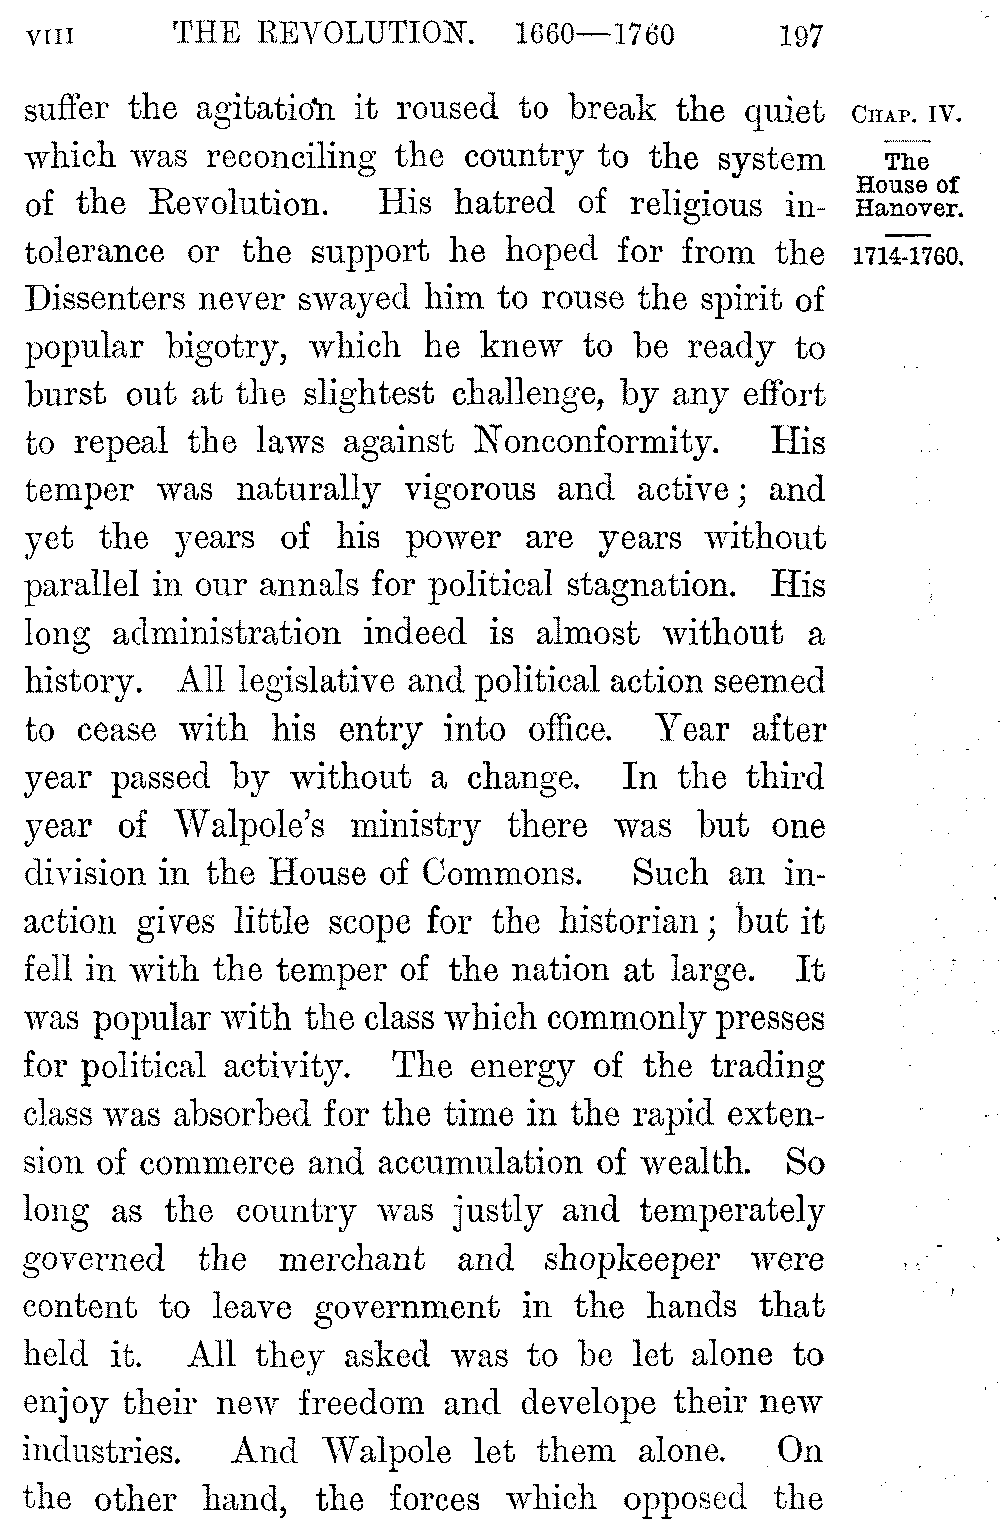 VIII THE REVOLUTION. 1660—1760 197
suffer the agitation it roused to break the quiet
which was reconciling the country to the system
of the Revolution. His hatred of religious in-
tolerance or the support he hoped for from the
Dissenters never swayed him to rouse the spirit of
popular bigotry, which he knew to be ready to
burst out at the slightest challenge, by any effort
to repeal the laws against Nonconformity. His
temper was naturally vigorous and active; and
yet the years of his power are years without
parallel in our annals for political stagnation. His
long administration indeed is almost without a
history. All legislative and political action seemed
to cease with his entry into office. Year after
year passed by without a change. In the third
year of Walpole's ministry there was but one
division in the House of Commons. Such an in-
action gives little scope for the historian; but it
fell in with the temper of the nation at large. It
was popular with the class which commonly presses
for political activity. The energy of the trading
class was absorbed for the time in the rapid exten-
sion of commerce and accumulation of wealth. So
long as the country was justly and temperately
governed the merchant and shopkeeper were
content to leave government in the hands that
held it. All they asked was to be let alone to
enjoy their new freedom and develope their new
industries. And Walpole let them alone. On
the other hand, the forces which opposed the
CHAP. IV.
The
House of
Hanover.
1714-1760.